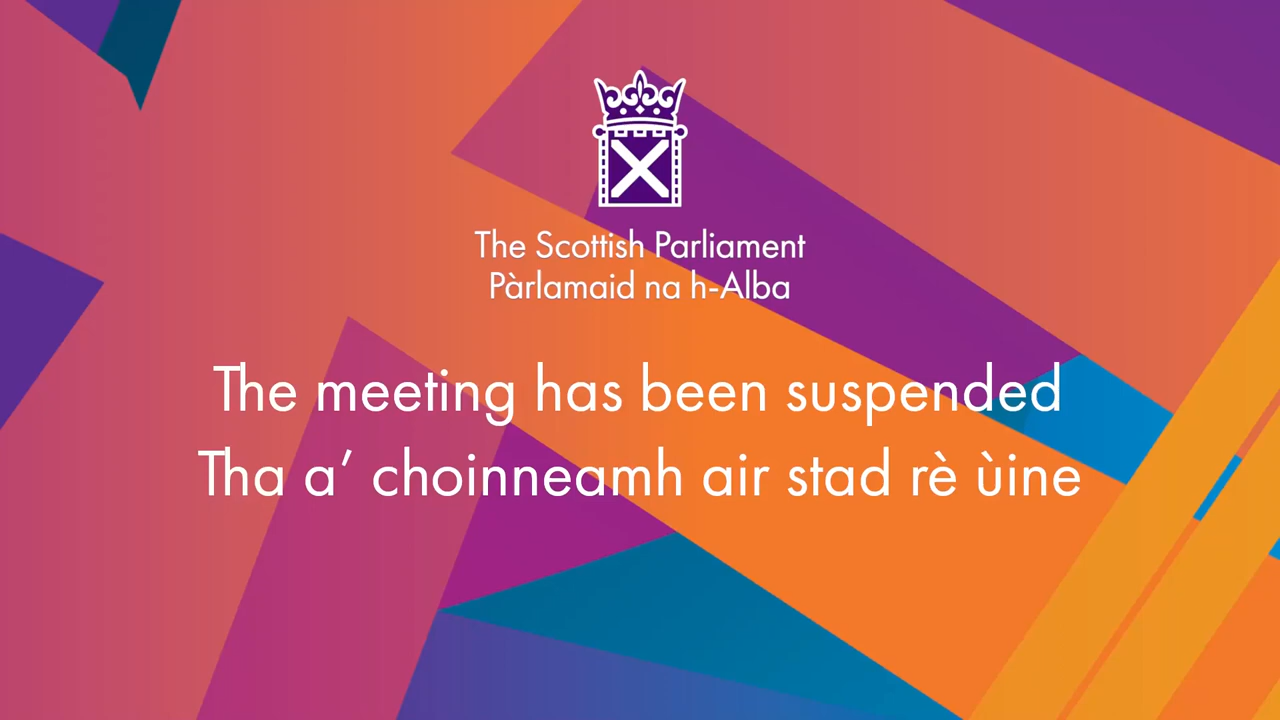 The Scottish Parliament
Pàrlamaid na h-Alba
The meeting has been suspended
Tha a’ choinneamh air stad rè ùine